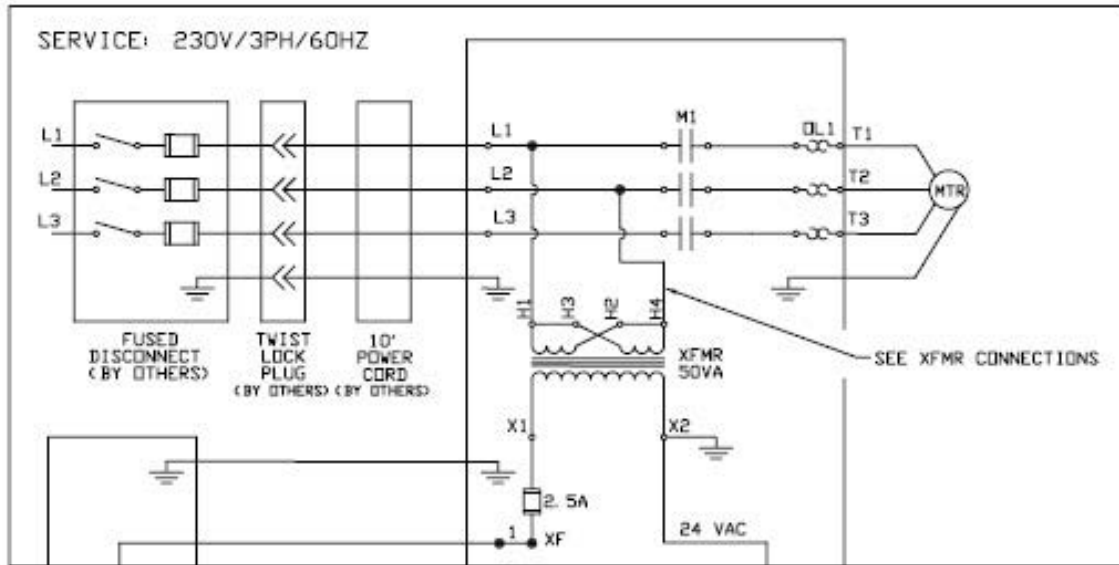 SERVICE: 230V/3PH/60HZ
L1
L2
L3
L1
L2
L3
M1
OL1
T1
T2
T3
MTR
FUSED
DISCONNECT
(BY OTHERS)
TWIST
LOCK
PLUG
(BY OTHERS)
10'
POWER
CORD
(BY OTHERS)
H1
H3
H2
H4
XFMR
50VA
SEE XFMR CONNECTIONS
X1
X2
2.5A
1
XF
24 VAC